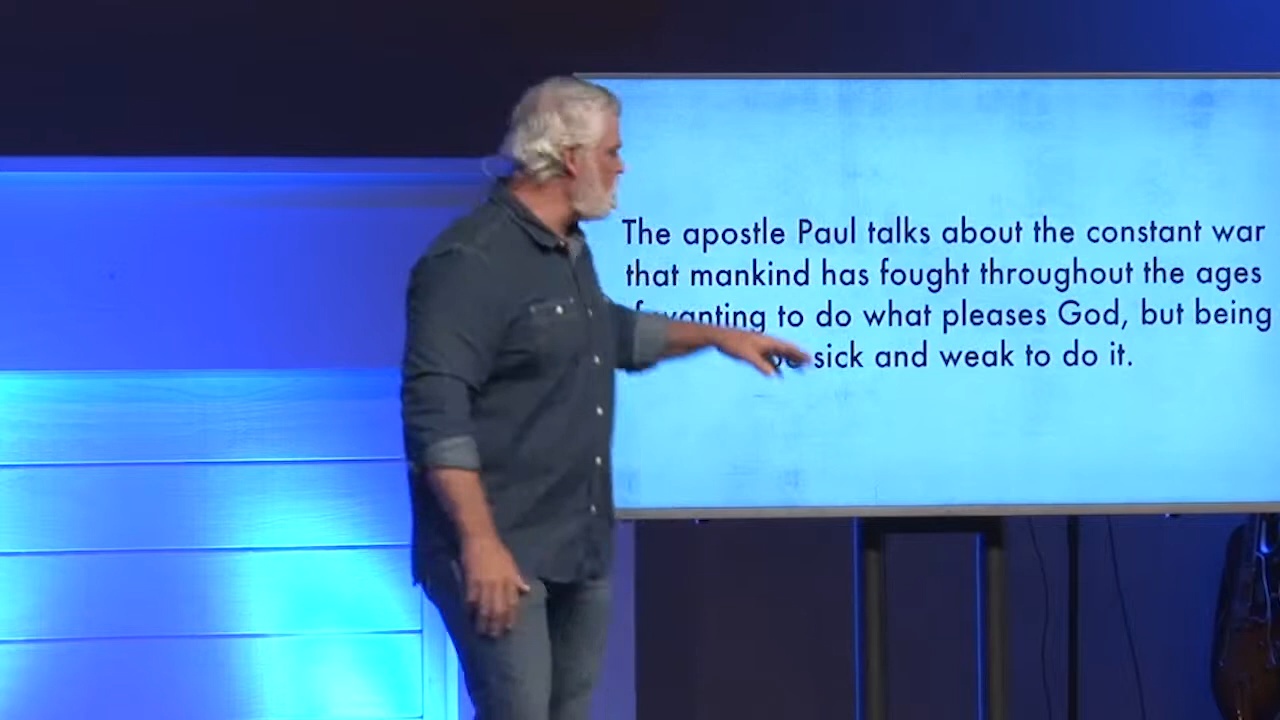 The apostle Paul talks about the constant war
that mankind has fought throughout the ages
wanting to do what pleases God, but being
sick and weak to do it.